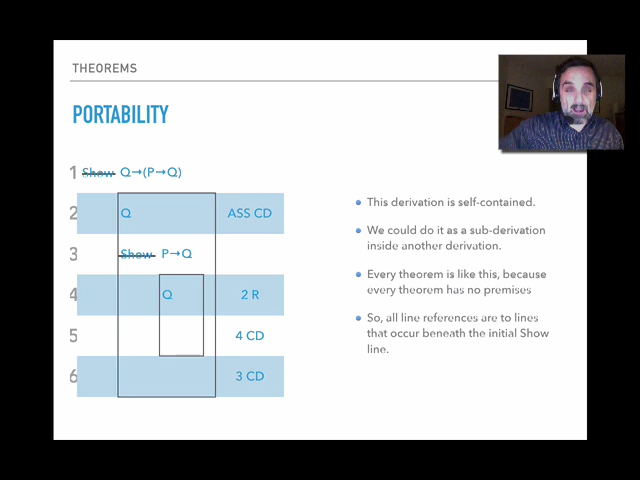 THEOREMS
PORTABILITY
1 Show Q→(P→Q)
2 Q ASS CD
3 Show P→Q
4 Q 2 R
5 4 CD
6 3 CD
This derivation is self-contained.
We could do it as a sub-derivation
inside another derivation.
Every theorem is like this, because
every theorem has no premises
So, all line references are to lines
that occur beneath the initial Show
line.